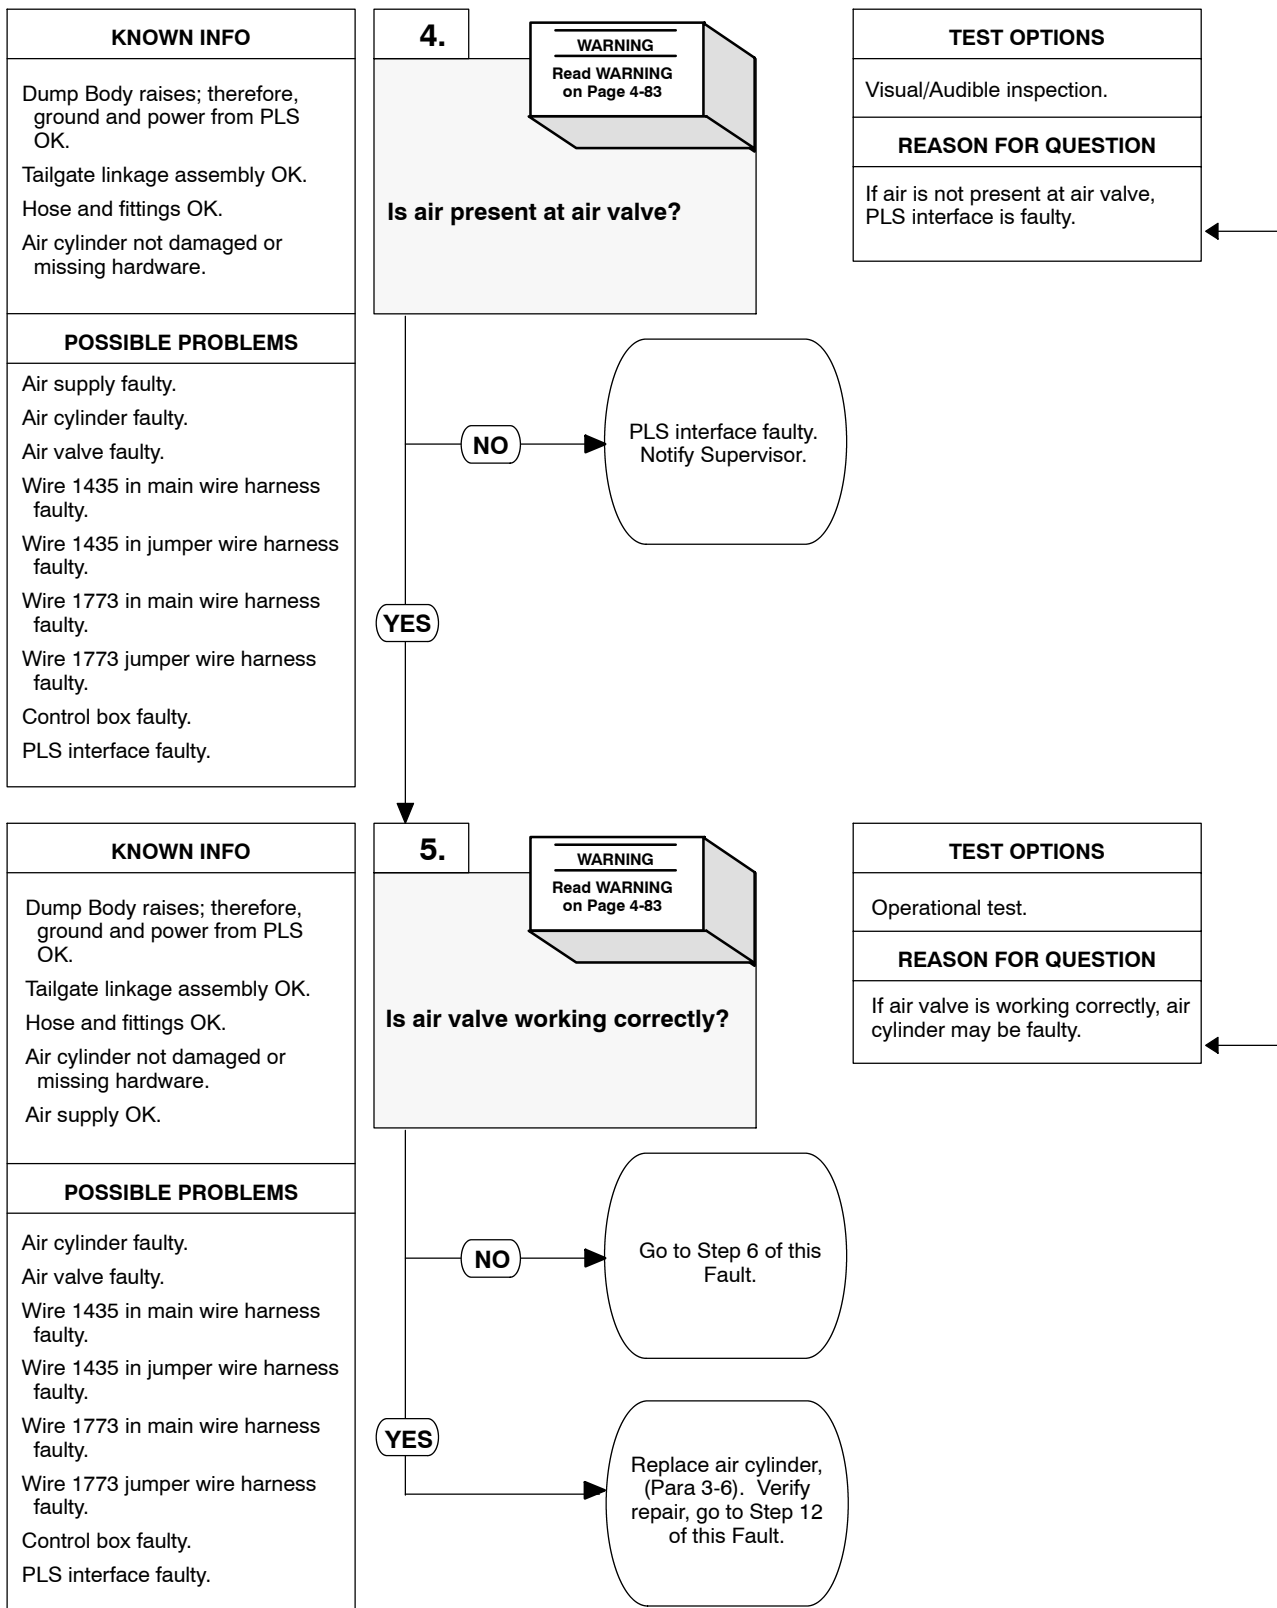 KNOWN INFO
Dump Body raises; therefore,
ground and power from PLS
OK.
Tailgate linkage assembly OK.
Hose and fittings OK.
Air cylinder not damaged or
missing hardware.
POSSIBLE PROBLEMS
Air supply faulty.
Air cylinder faulty.
Air valve faulty.
Wire 1435 in main wire harness
faulty.
Wire 1435 in jumper wire harness
faulty.
Wire 1773 in main wire harness
faulty.
Wire 1773 jumper wire harness
faulty.
Control box faulty.
PLS interface faulty.
4.
WARNING
Read WARNING
on Page 4-83
Is air present at air valve?
NO
PLS interface faulty.
Notify Supervisor.
YES
TEST OPTIONS
Visual/Audible inspection.
REASON FOR QUESTION
If air is not present at air valve,
PLS interface is faulty.
KNOWN INFO
Dump Body raises; therefore,
ground and power from PLS
OK.
Tailgate linkage assembly OK.
Hose and fittings OK.
Air cylinder not damaged or
missing hardware.
Air supply OK.
POSSIBLE PROBLEMS
Air cylinder faulty.
Air valve faulty.
Wire 1435 in main wire harness
faulty.
Wire 1435 in jumper wire harness
faulty.
Wire 1773 in main wire harness
faulty.
Wire 1773 jumper wire harness
faulty.
Control box faulty.
PLS interface faulty.
5.
WARNING
Read WARNING
on Page 4-83
Is air valve working correctly?
NO
Go to Step 6 of this
Fault.
YES
Replace air cylinder,
(Para 3-6). Verify
repair, go to Step 12
of this Fault.
TEST OPTIONS
Operational test.
REASON FOR QUESTION
If air valve is working correctly, air
cylinder may be faulty.